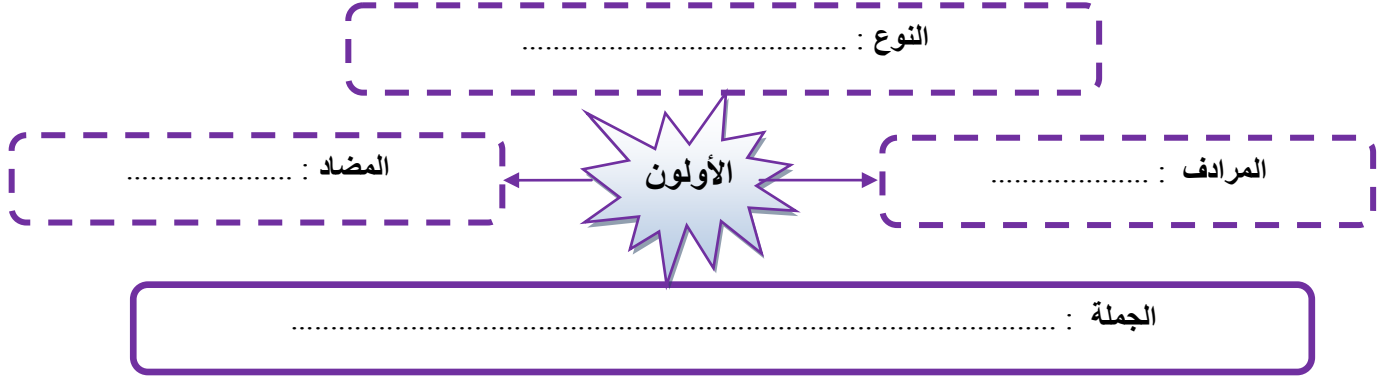 النوع : ........................................
المرادف : ....................
الأولون
المضاد : .....................
الجملة : ................................................................................................